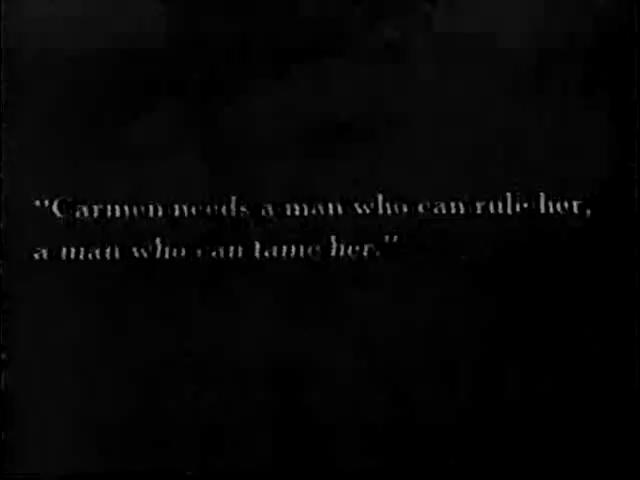 "Carmen needs a man who can rule her,
a man who can tame her."